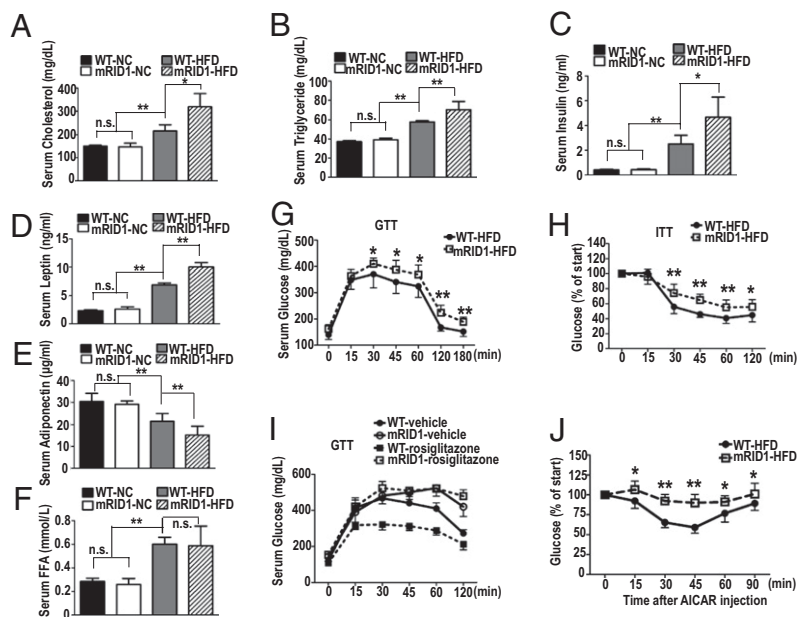 A
WT-NC WT-HFD
mRID1-NC mRID1-HFD
Serum Cholesterol (mg/dL)
400
300
200
100
0
n.s.
**
*
B
WT-NC WT-HFD
mRID1-NC mRID1-HFD
Serum Triglyceride (mg/dL)
100
80
60
40
20
0
n.s.
**
**
C
WT-NC WT-HFD
mRID1-NC mRID1-HFD
Serum Insulin (ng/ml)
8
6
4
2
0
n.s.
**
*
D
WT-NC WT-HFD
mRID1-NC mRID1-HFD
Serum Leptin (ng/ml)
15
10
5
0
n.s.
**
**
G
GTT
WT-HFD
mRID1-HFD
Serum Glucose (mg/dL)
500
400
300
200
100
* * * ** **
0 15 30 45 60 120 180 (min)
H
ITT
WT-HFD
mRID1-HFD
Glucose (% of start)
140
120
100
80
60
40
20
0
** ** ** *
0 15 30 45 60 120 (min)
E
WT-NC WT-HFD
mRID1-NC mRID1-HFD
Serum Adiponectin (μg/ml)
40
30
20
10
0
n.s.
**
**
F
WT-NC WT-HFD
mRID1-NC mRID1-HFD
Serum FFA (mmol/L)
0.8
0.6
0.4
0.2
0
n.s.
**
n.s.
I
GTT
WT-vehicle
mRID1-vehicle
WT-rosiglitazone
mRID1-rosiglitazone
Serum Glucose (mg/dL)
600
400
200
0
0 15 30 45 60 120 (min)
J
WT-HFD
mRID1-HFD
Glucose (% of start)
150
125
100
75
50
25
0
* ** ** * *
0 15 30 45 60 90 (min)
Time after AICAR injection